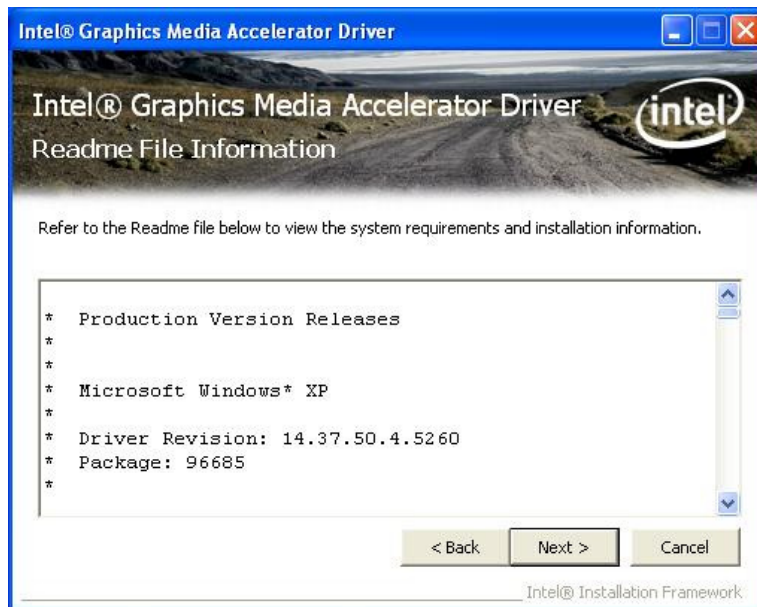 Intel® Graphics Media Accelerator Driver
Intel® Graphics Media Accelerator Driver
intel
Readme File Information
Refer to the Readme file below to view the system requirements and installation information.
* Production Version Releases
*
*
* Microsoft Windows* XP
*
* Driver Revision: 14.37.50.4.5260
* Package: 96685
*
< Back Next > Cancel
Intel® Installation Framework